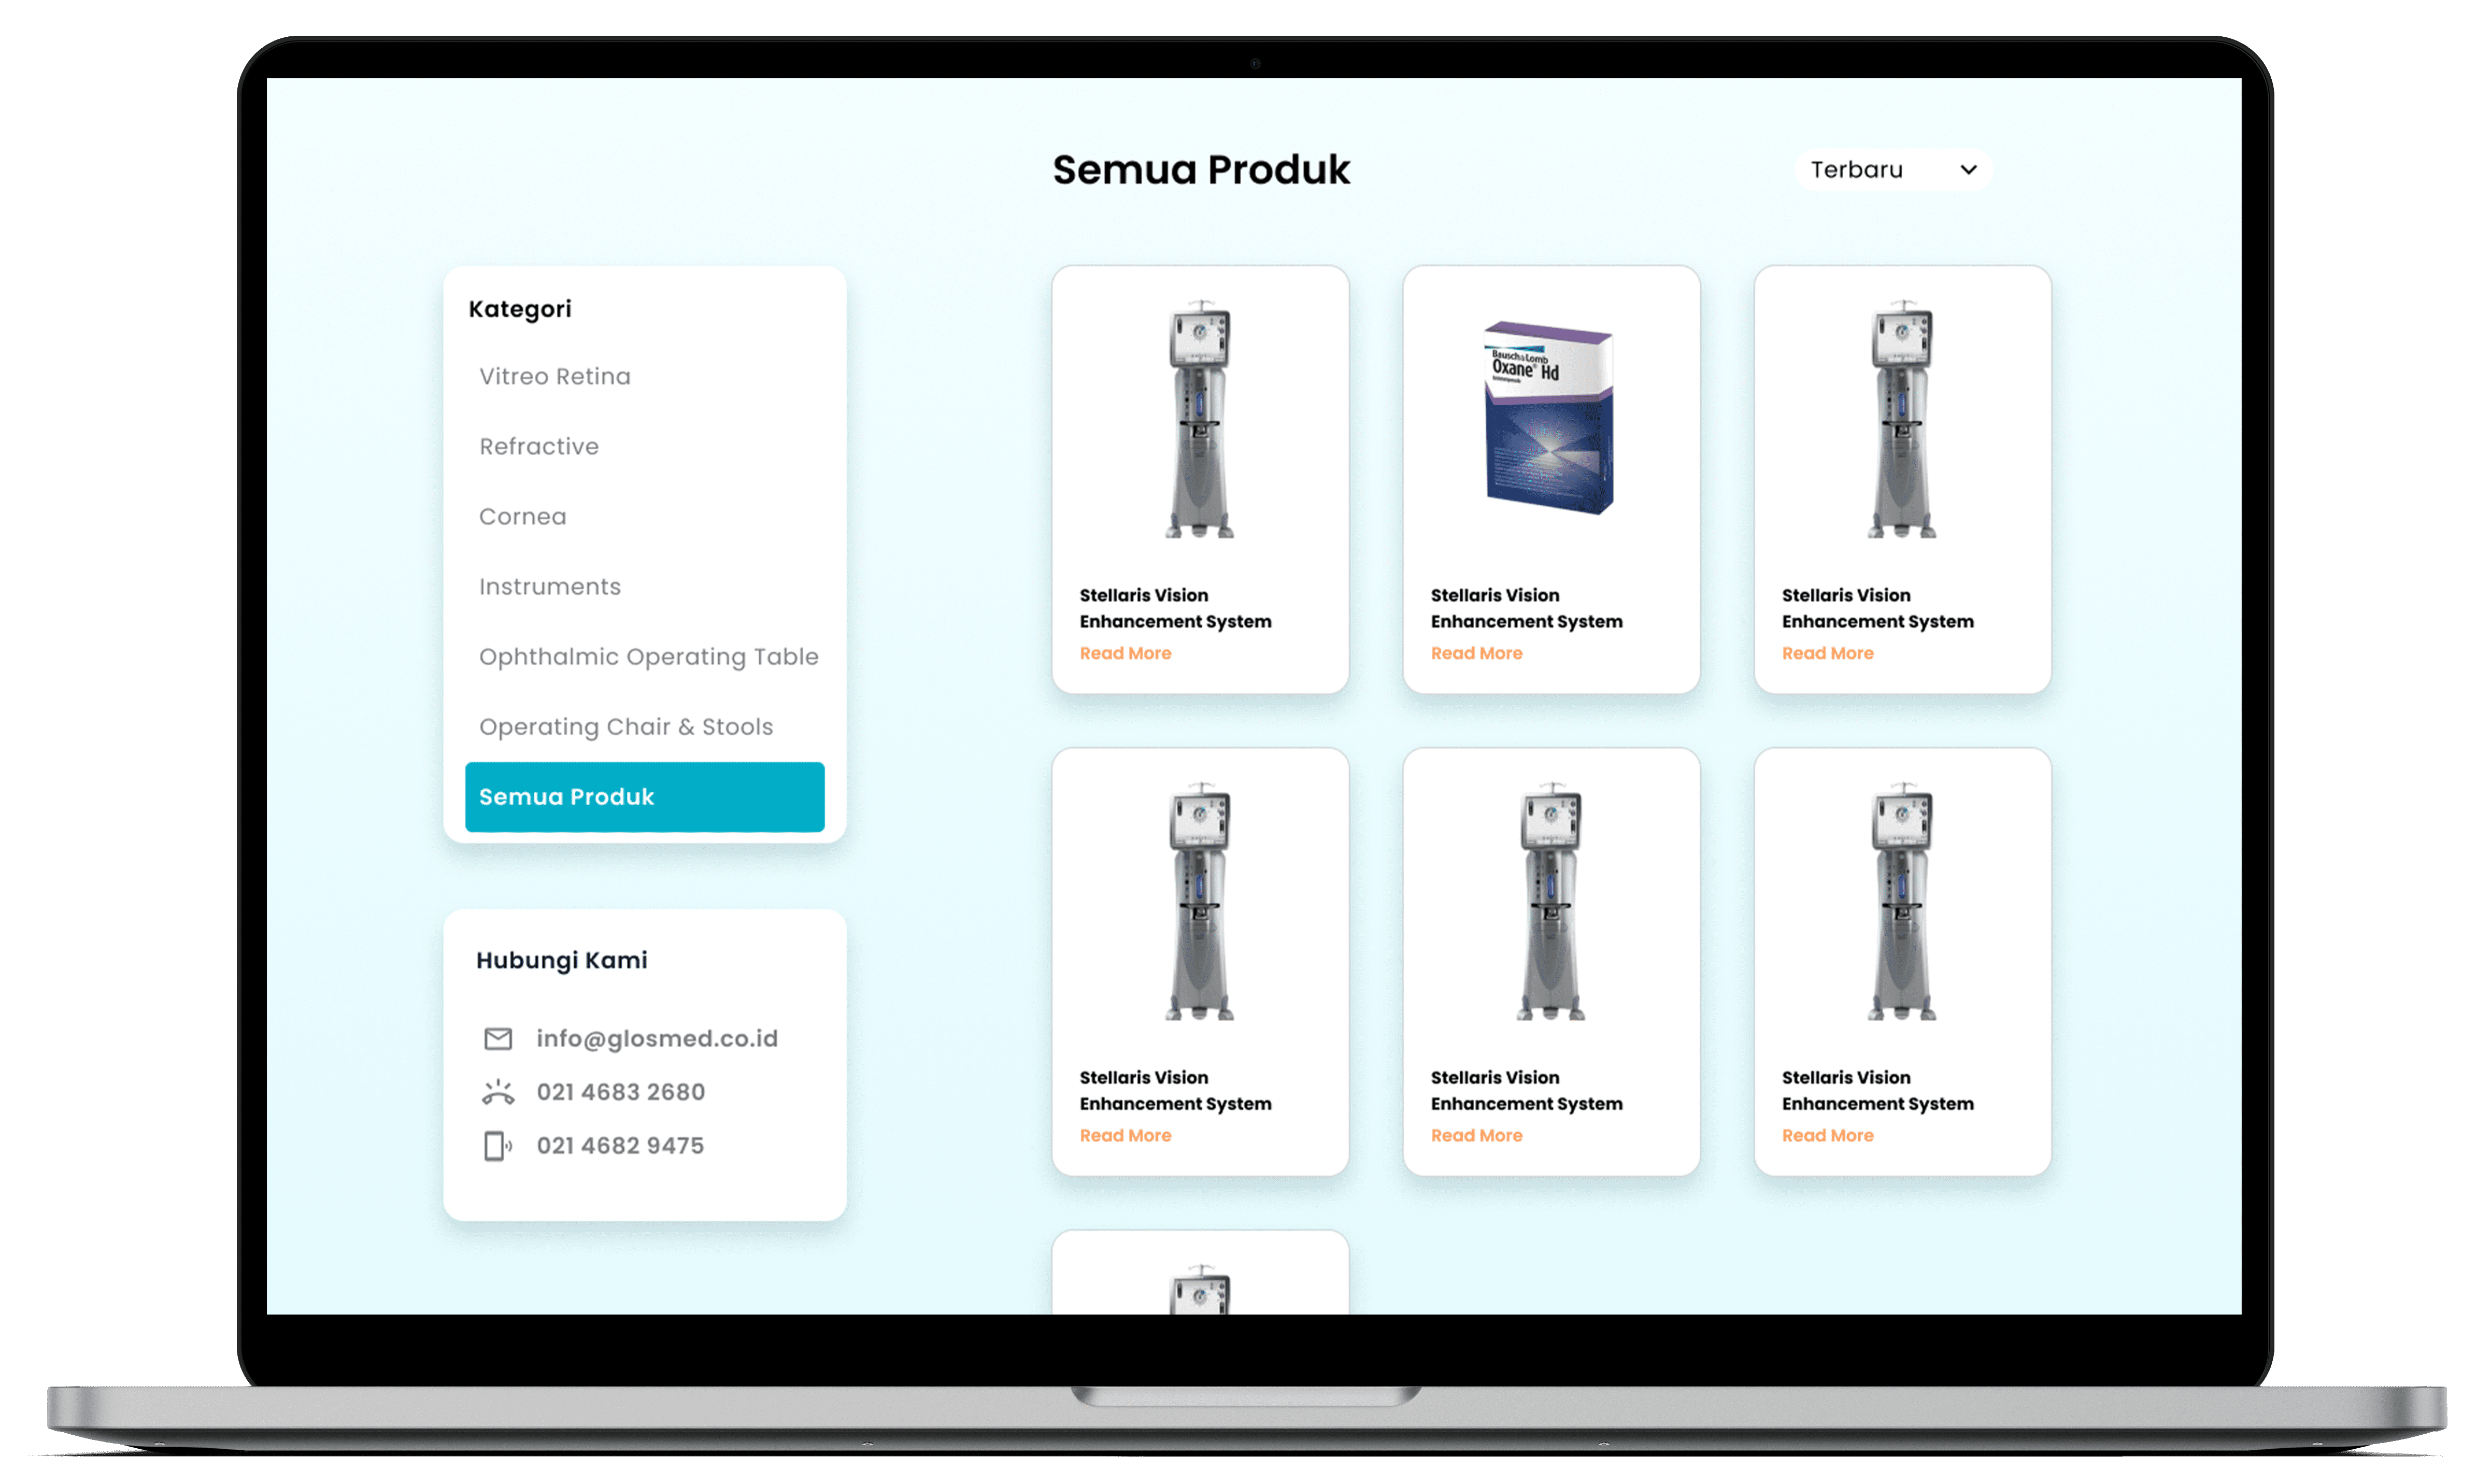 Semua Produk
Terbaru
Kategori
Vitreo Retina
Refractive
Cornea
Instruments
Ophthalmic Operating Table
Operating Chair & Stools
Semua Produk
Hubungi Kami
info@glosmed.co.id
021 4683 2680
021 4682 9475
Stellaris Vision
Enhancement System
Read More
Bausch & Lomb
Oxane® Hd
Stellaris Vision
Enhancement System
Read More
Stellaris Vision
Enhancement System
Read More
Stellaris Vision
Enhancement System
Read More
Stellaris Vision
Enhancement System
Read More
Stellaris Vision
Enhancement System
Read More